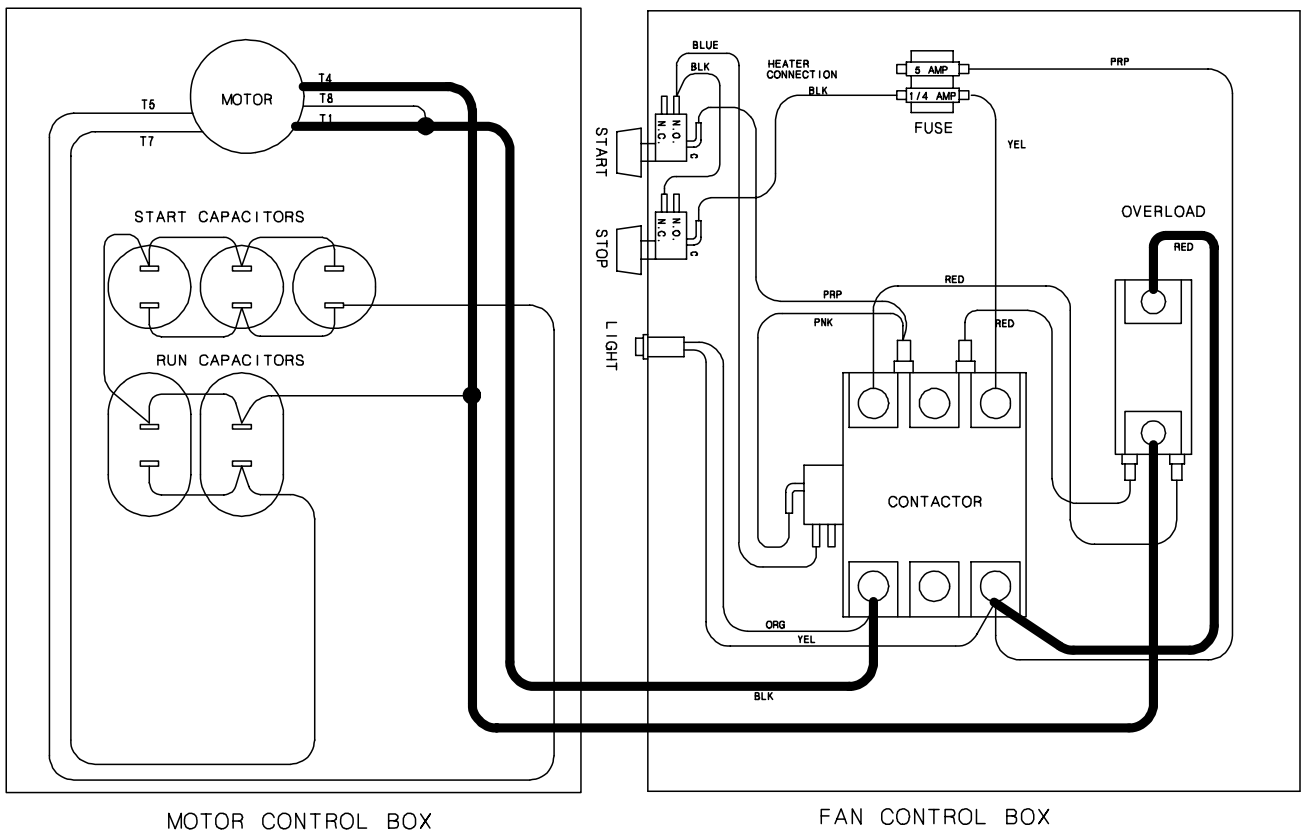 MOTOR
T4
T8
T1
T5
T7
START CAPACITORS
RUN CAPACITORS
MOTOR CONTROL BOX
BLUE
BLK
HEATER
CONNECTION
BLK
5 AMP
1/4 AMP
FUSE
PRP
YEL
START
N.C.
N.O.
C
STOP
N.C.
N.O.
C
LIGHT
OVERLOAD
RED
RED
PRP
PNK
RED
CONTACTOR
ORG
YEL
BLK
FAN CONTROL BOX